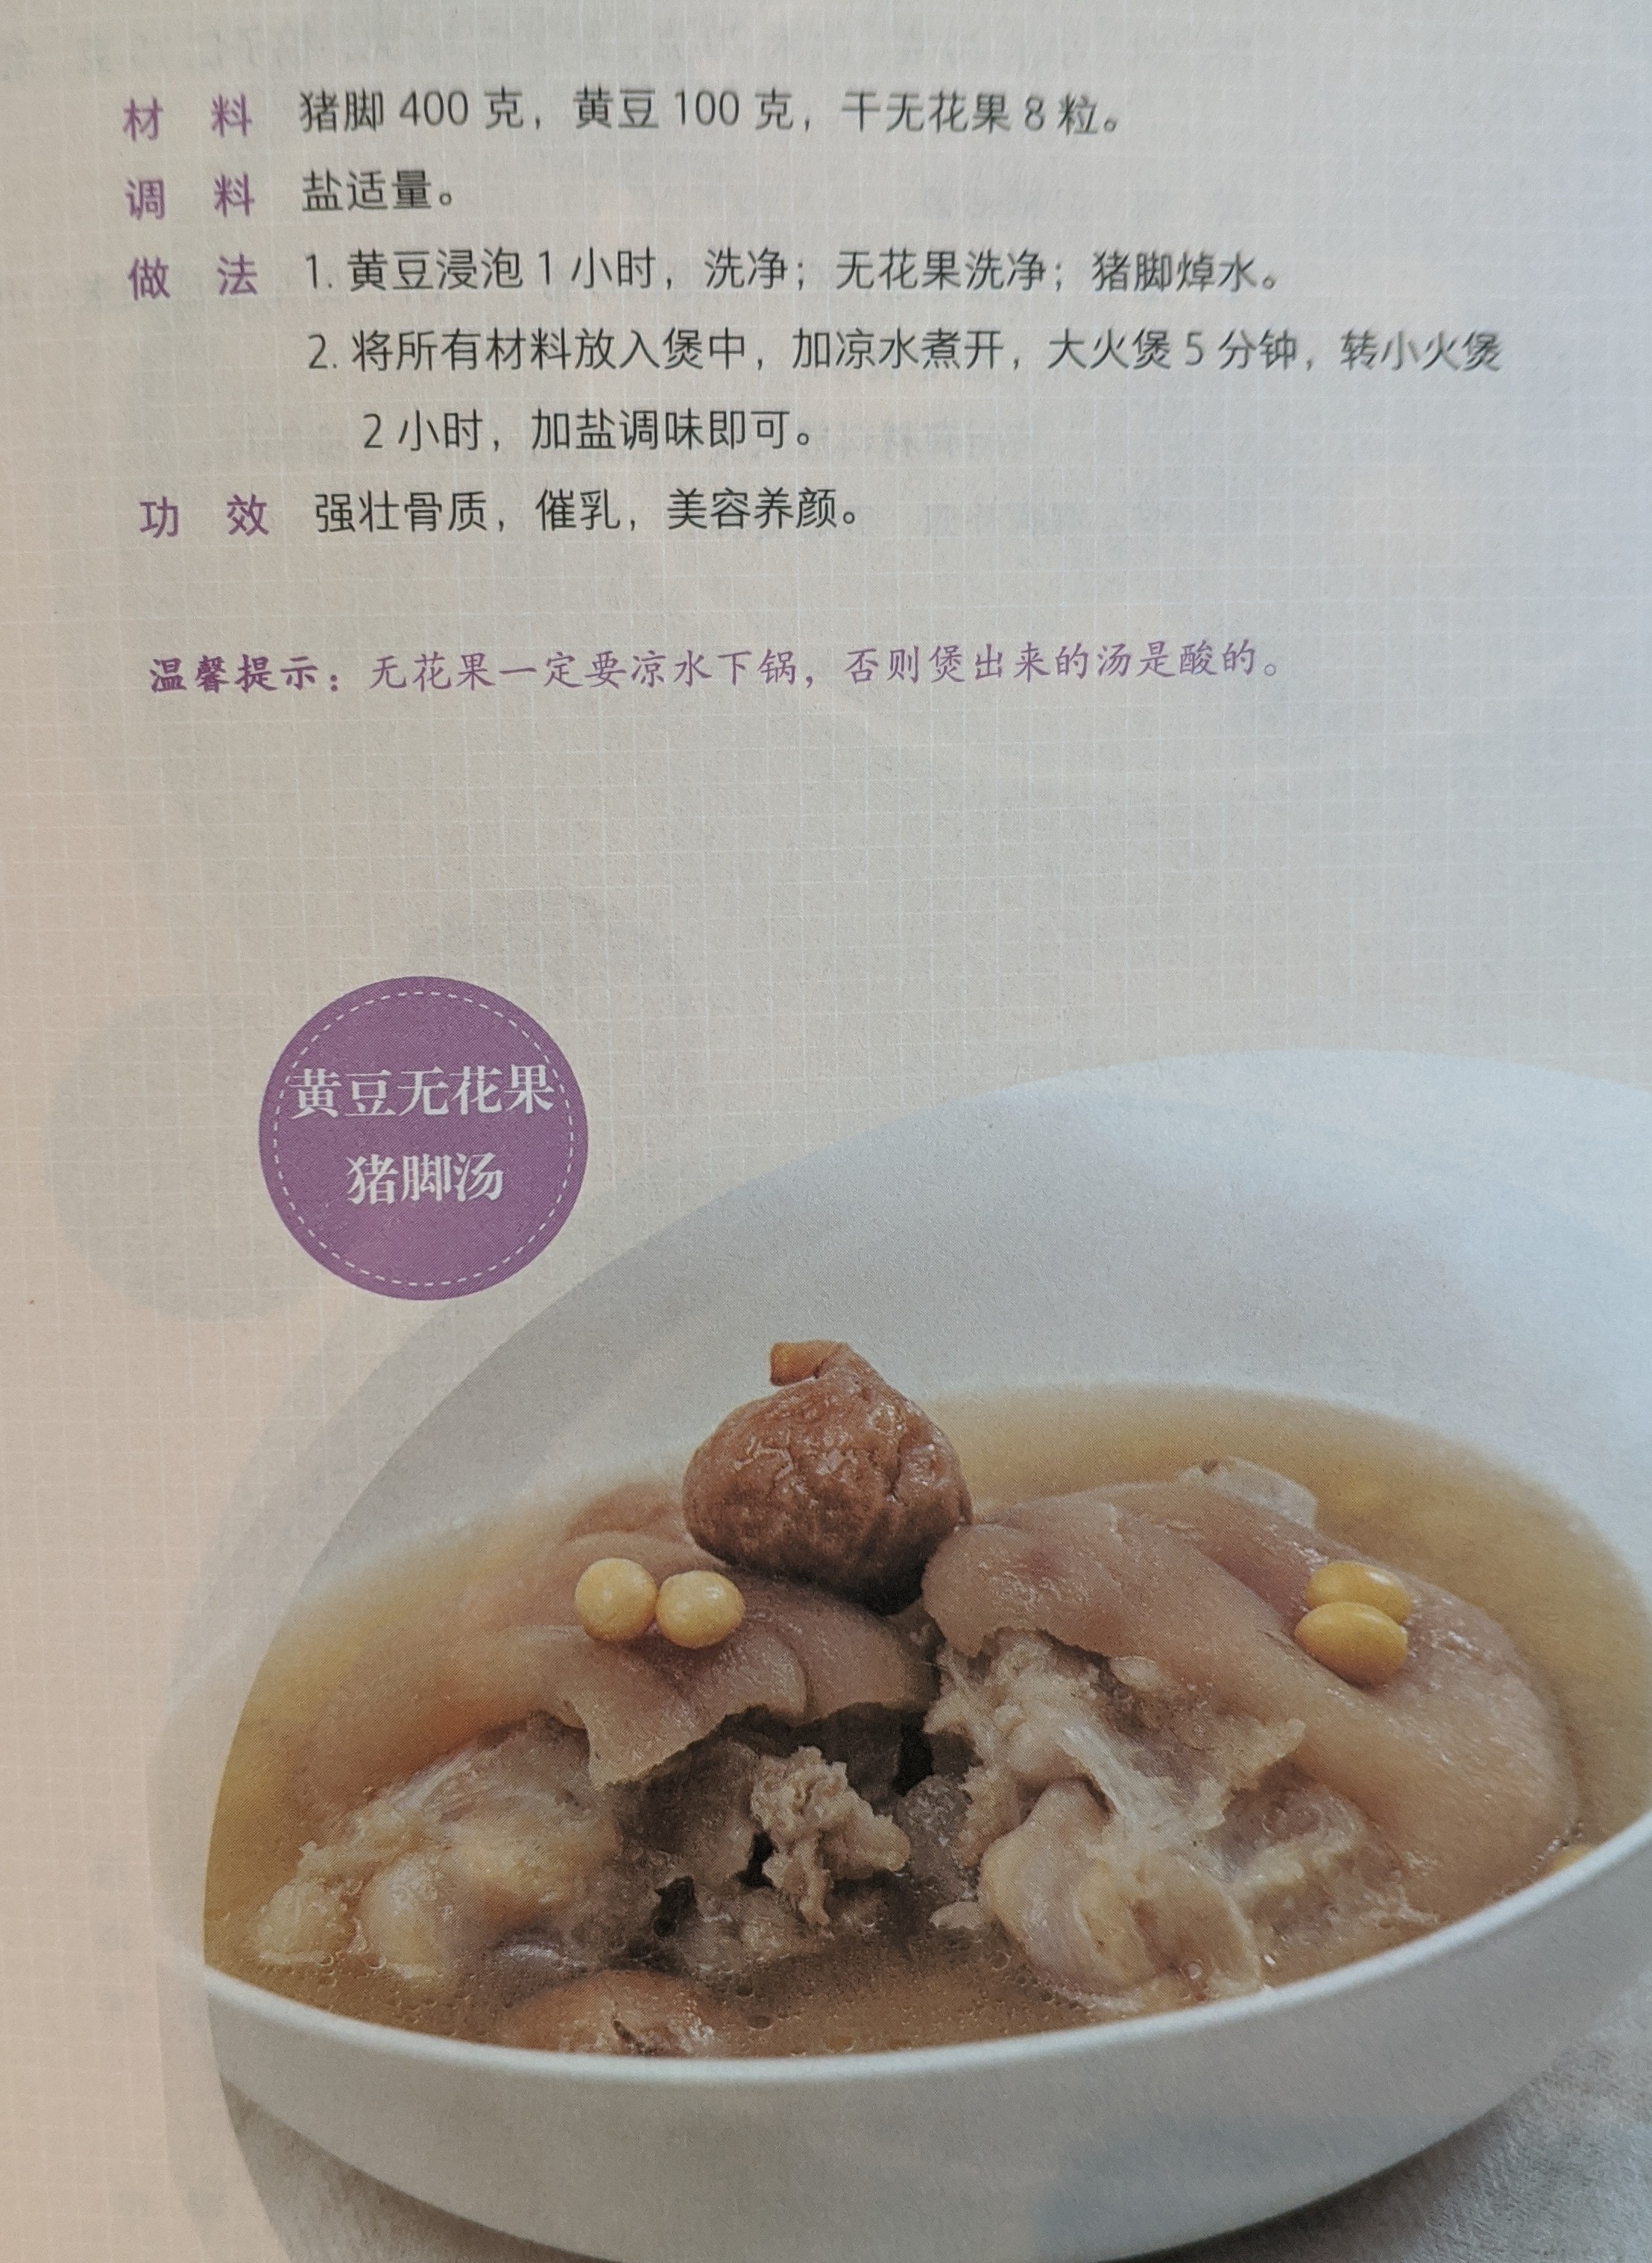 材 料 猪脚 400 克，黄豆 100 克，干无花果 8 粒。
调 料 盐适量。
做 法 1. 黄豆浸泡 1 小时，洗净；无花果洗净；猪脚焯水。
2. 将所有材料放入煲中，加凉水煮开，大火煲 5 分钟，转小火煲
2 小时，加盐调味即可。
功 效 强壮骨质，催乳，美容养颜。
温馨提示：无花果一定要凉水下锅，否则煲出来的汤是酸的。
黄豆无花果
猪脚汤